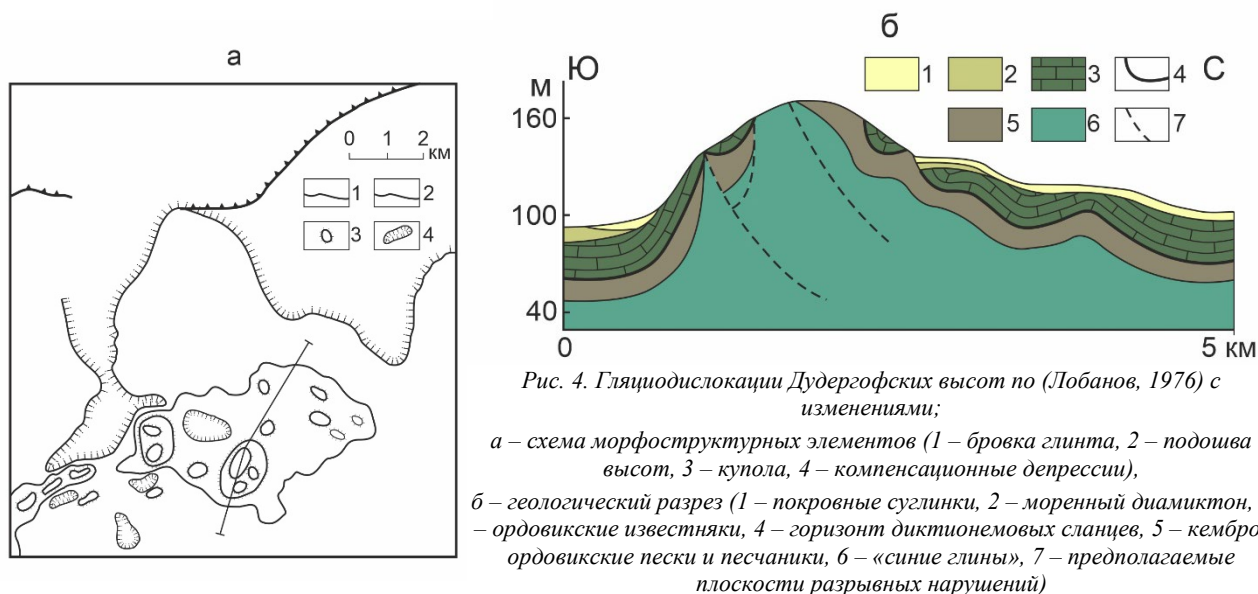 а
0 1 2
км
1 2
3 4
б
Ю 1 2 3 4 С
м 5 6 7
160
100
40
0 5 км
Рис. 4. Гляциодислокации Дудергофских высот по (Лобанов, 1976) с
изменениями;
а – схема морфоструктурных элементов (1 – бровка глинта, 2 – подошва
высот, 3 – купола, 4 – компенсационные депрессии),
б – геологический разрез (1 – покровные суглинки, 2 – моренный диамиктон,
– ордовикские известняки, 4 – горизонт диктионемовых сланцев, 5 – кембро
ордовикские пески и песчаники, 6 – «синие глины», 7 – предполагаемые
плоскости разрывных нарушений)